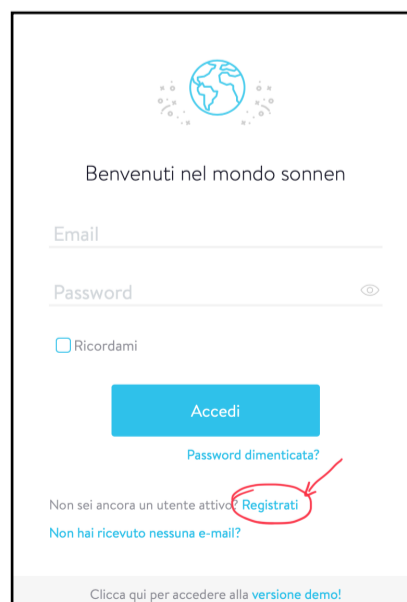 Benvenuti nel mondo sonnen
Email
Password
Ricordami
Accedi
Password dimenticata?
Non sei ancora un utente attivo? Registrati
Non hai ricevuto nessuna e-mail?
Clicca qui per accedere alla versione demo!